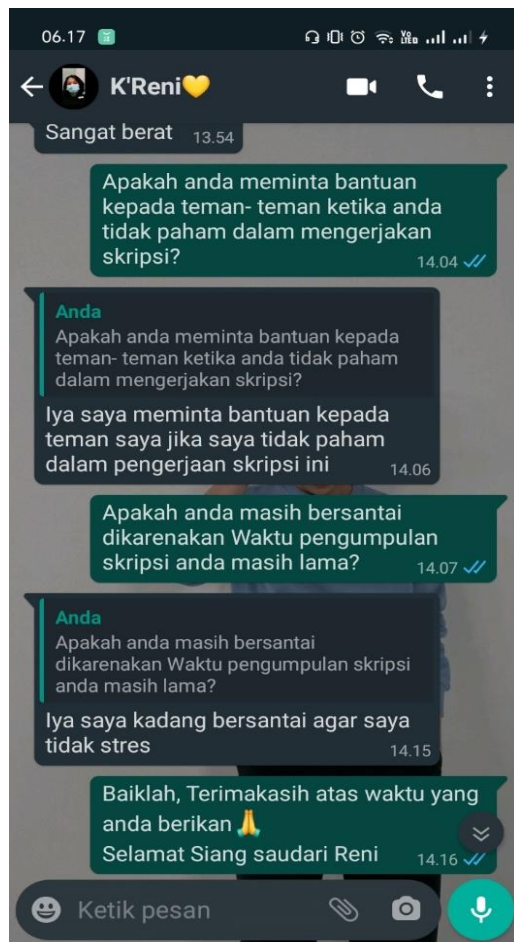 06.17
K'Reni💛
Sangat berat 13.54
Apakah anda meminta bantuan
kepada teman- teman ketika anda
tidak paham dalam mengerjakan
skripsi? 14.04
Anda
Apakah anda meminta bantuan kepada
teman- teman ketika anda tidak paham
dalam mengerjakan skripsi?
Iya saya meminta bantuan kepada
teman saya jika saya tidak paham
dalam pengerjaan skripsi ini 14.06
Apakah anda masih bersantai
dikarenakan Waktu pengumpulan
skripsi anda masih lama? 14.07
Anda
Apakah anda masih bersantai
dikarenakan Waktu pengumpulan skripsi
anda masih lama?
Iya saya kadang bersantai agar saya
tidak stres 14.15
Baiklah, Terimakasih atas waktu yang
anda berikan🙏
Selamat Siang saudari Reni 14.16
Ketik pesan